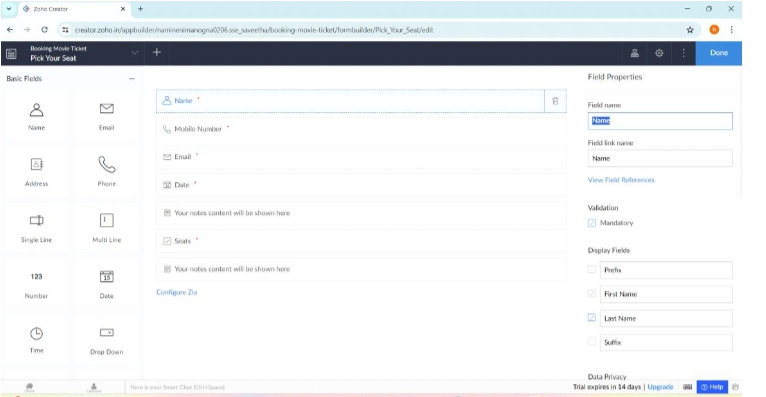 Zoho Creator
creator.zoho.in/appbuilder/naminenimanogna0206.sse_saveetha/booking-movie-ticket/formbuilder/Pick_Your_Seat/edit
Booking Movie Ticket
Pick Your Seat
Done
Basic Fields
Name
Email
Address
Phone
Single Line
Multi Line
123
Number
15
Date
Time
Drop Down
Name *
Mobile Number *
Email *
Date *
Your notes content will be shown here
Seats *
Your notes content will be shown here
Configure Zia
Field Properties
Field name
Name
Field link name
Name
View Field References
Validation
Mandatory
Display Fields
Prefix
First Name
Last Name
Suffix
Data Privacy
Here is your Smart Chat (Ctrl+Space)
Trial expires in 14 days | Upgrade
Help